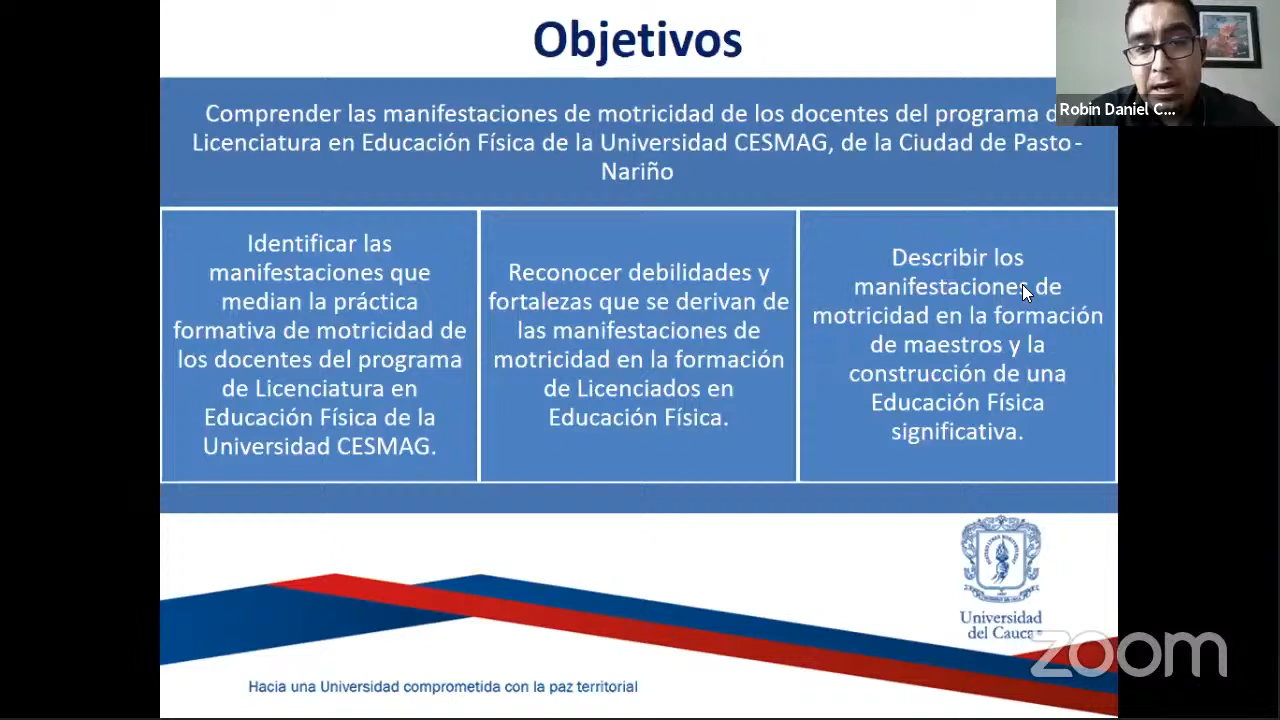 Objetivos
Comprender las manifestaciones de motricidad de los docentes del programa
Licenciatura en Educación Física de la Universidad CESMAG, de la Ciudad de Pasto-
Nariño
Identificar las
manifestaciones que
median la práctica
formativa de motricidad de
los docentes del programa
de Licenciatura en
Educación Física de la
Universidad CESMAG.
Reconocer debilidades y
fortalezas que se derivan de
las manifestaciones de
motricidad en la formación
de Licenciados en
Educación Física.
Describir los
manifestaciones de
motricidad en la formación
de maestros y la
construcción de una
Educación Física
significativa.
Robin Daniel C...
Universidad
del Cauca
zoom
Hacia una Universidad comprometida con la paz territorial